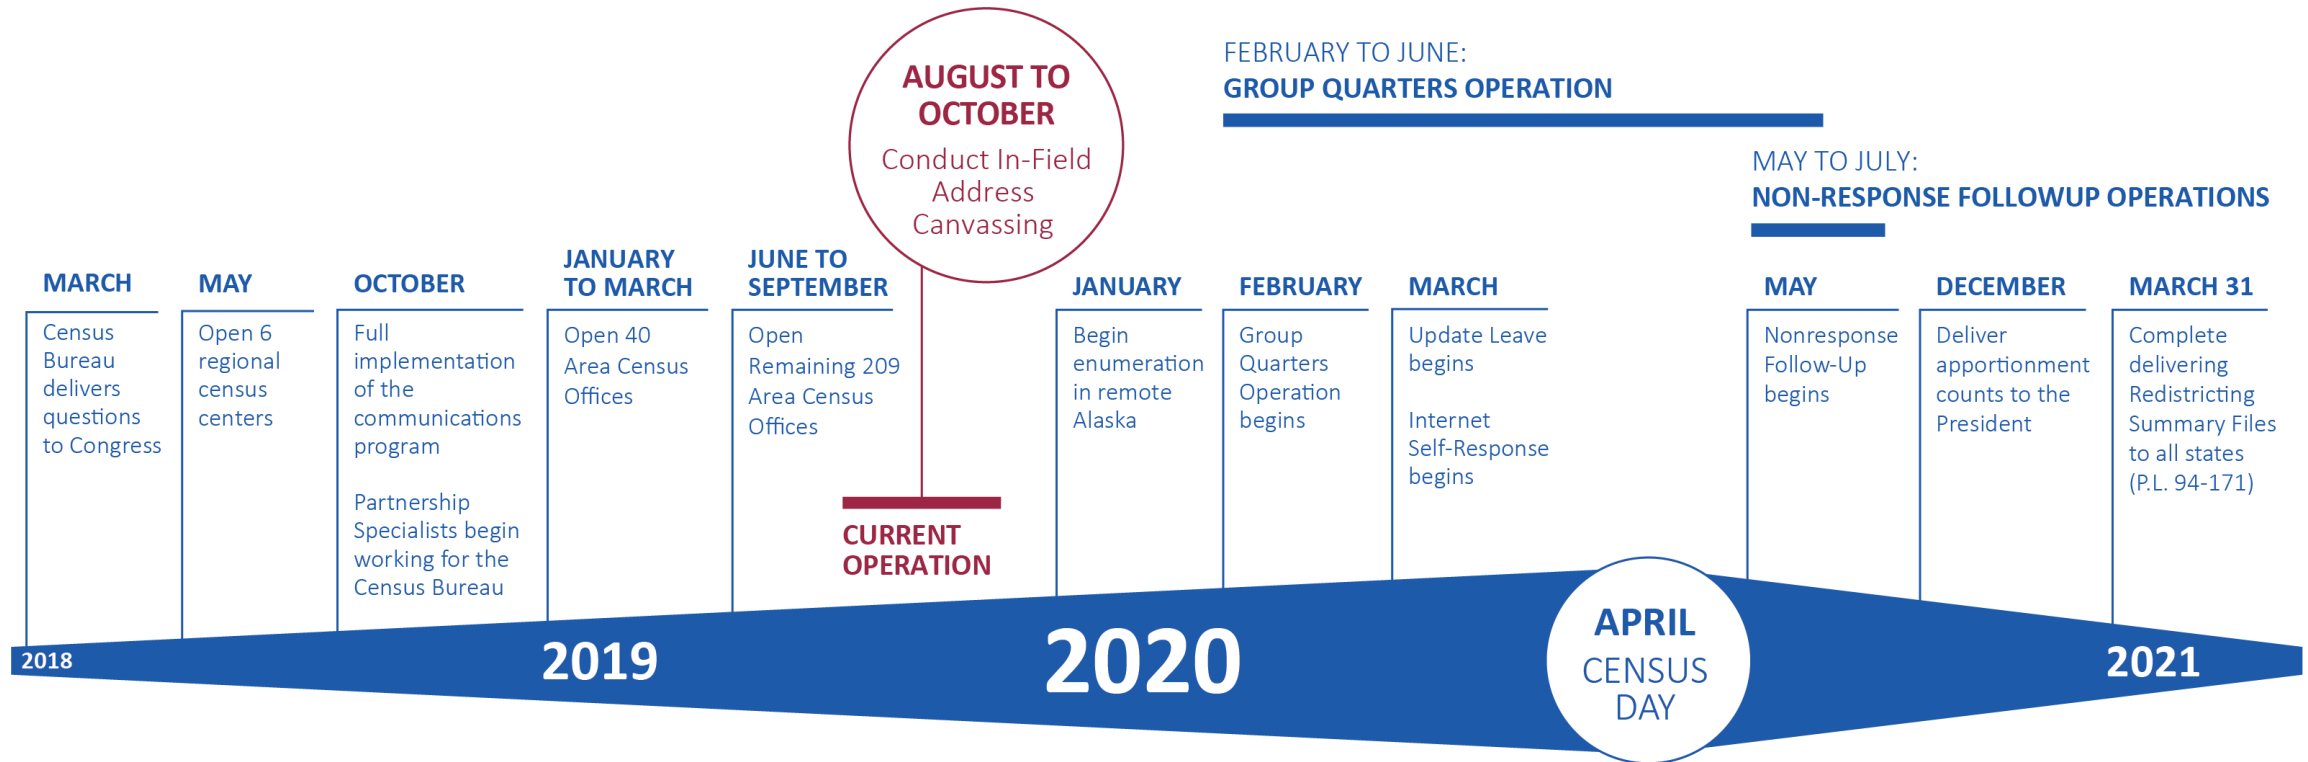 AUGUST TO
OCTOBER
Conduct In-Field
Address
Canvassing
FEBRUARY TO JUNE:
GROUP QUARTERS OPERATION
MAY TO JULY:
NON-RESPONSE FOLLOWUP OPERATIONS
MARCH
Census
Bureau
delivers
questions
to Congress
MAY
Open 6
regional
census
centers
OCTOBER
Full
implementation
of the
communications
program
Partnership
Specialists begin
working for the
Census Bureau
JANUARY
TO MARCH
Open 40
Area Census
Offices
JUNE TO
SEPTEMBER
Open
Remaining 209
Area Census
Offices
CURRENT
OPERATION
JANUARY
Begin
enumeration
in remote
Alaska
FEBRUARY
Group
Quarters
Operation
begins
MARCH
Update Leave
begins
Internet
Self-Response
begins
MAY
Nonresponse
Follow-Up
begins
DECEMBER
Deliver
apportionment
counts to the
President
MARCH 31
Complete
delivering
Redistricting
Summary Files
to all states
(P.L. 94-171)
2018
2019
2020
APRIL
CENSUS
DAY
2021